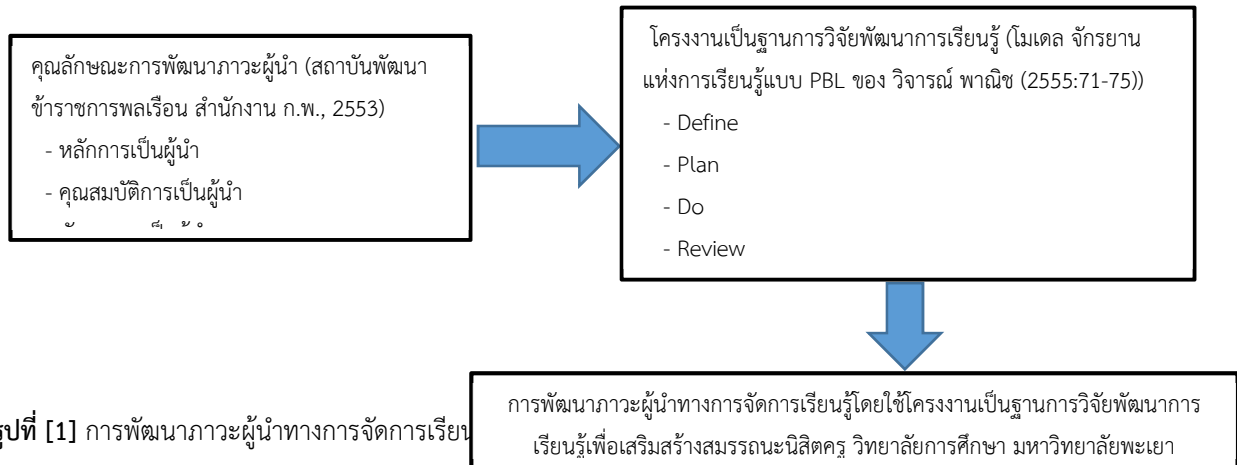 คุณลักษณะการพัฒนาภาวะผู้นำ (สถาบันพัฒนา
ข้าราชการพลเรือน สำนักงาน ก.พ., 2553)
- หลักการเป็นผู้นำ
- คุณสมบัติการเป็นผู้นำ
โครงงานเป็นฐานการวิจัยพัฒนาการเรียนรู้ (โมเดล จักรยาน
แห่งการเรียนรู้แบบ PBL ของ วิจารณ์ พาณิช (2555:71-75))
- Define
- Plan
- Do
- Review
การพัฒนาภาวะผู้นำทางการจัดการเรียนรู้โดยใช้โครงงานเป็นฐานการวิจัยพัฒนาการ
เรียนรู้เพื่อเสริมสร้างสมรรถนะนิสิตครู วิทยาลัยการศึกษา มหาวิทยาลัยพะเยา
รูปที่ [1] การพัฒนาภาวะผู้นำทางการจัดการเรียน